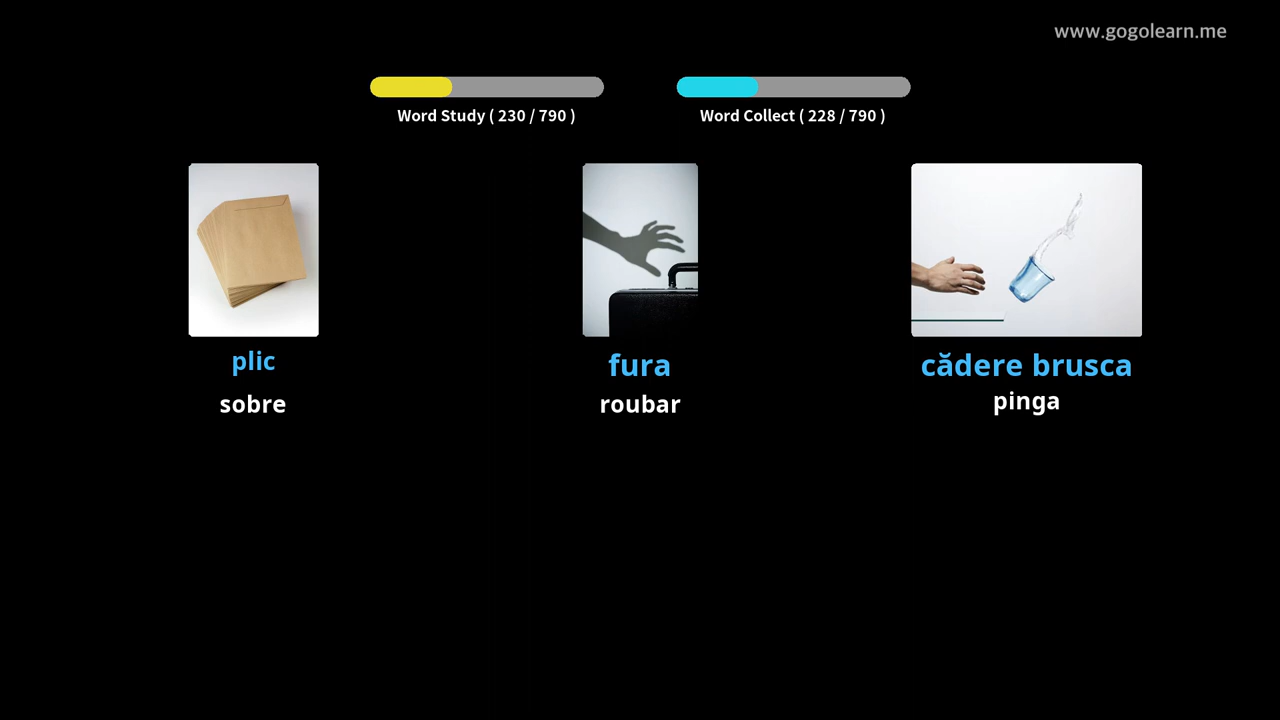 www.gogolearn.me
Word Study ( 230 / 790 )
Word Collect ( 228 / 790 )
plic
fura
cădere brusca
sobre
roubar
pinga